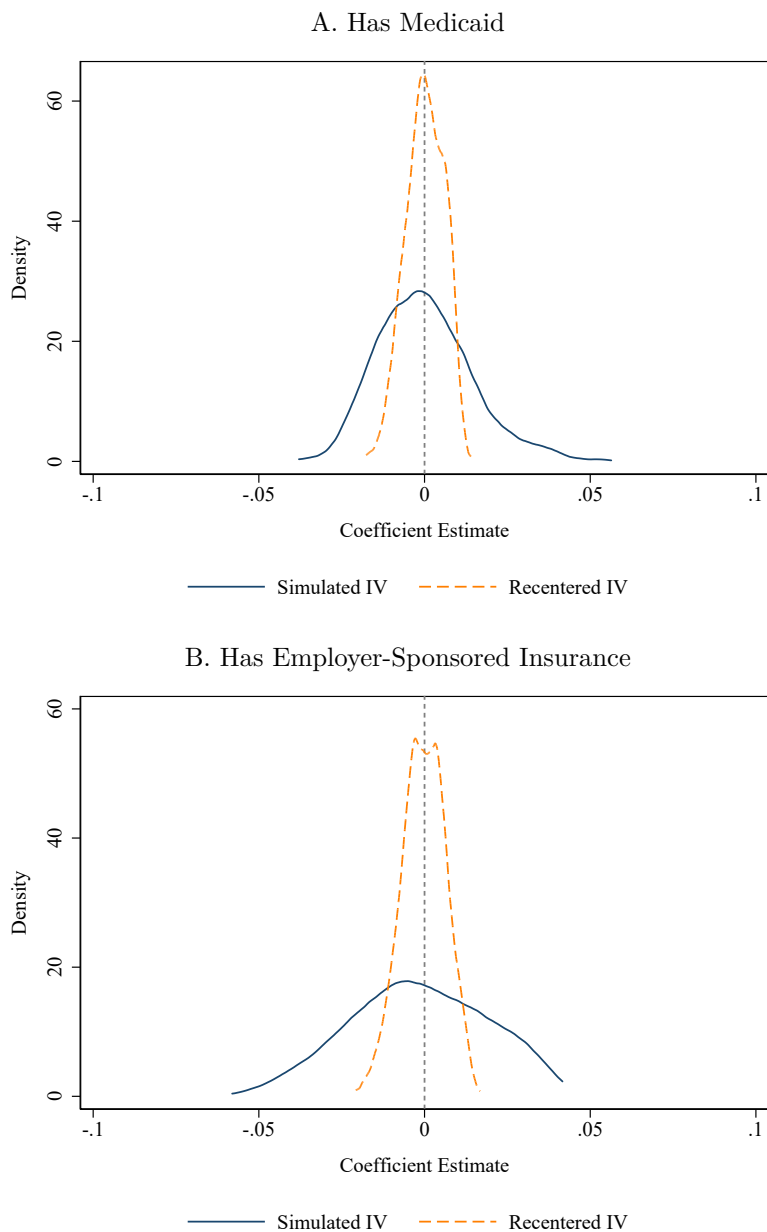 A. Has Medicaid
60
40
20
0
Density
-.1 -.05 0 .05 .1
Coefficient Estimate
Simulated IV Recentered IV
B. Has Employer-Sponsored Insurance
60
40
20
0
Density
-.1 -.05 0 .05 .1
Coefficient Estimate
Simulated IV Recentered IV